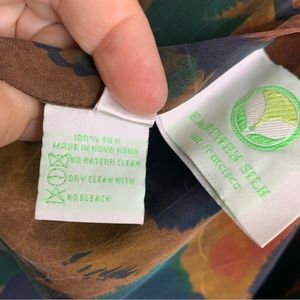 100% SILK
MADE IN HONG KONG
NO WATER CLEAN
DRY CLEAN WITH
NO BLEACH
EASTERN SILK
san francisco